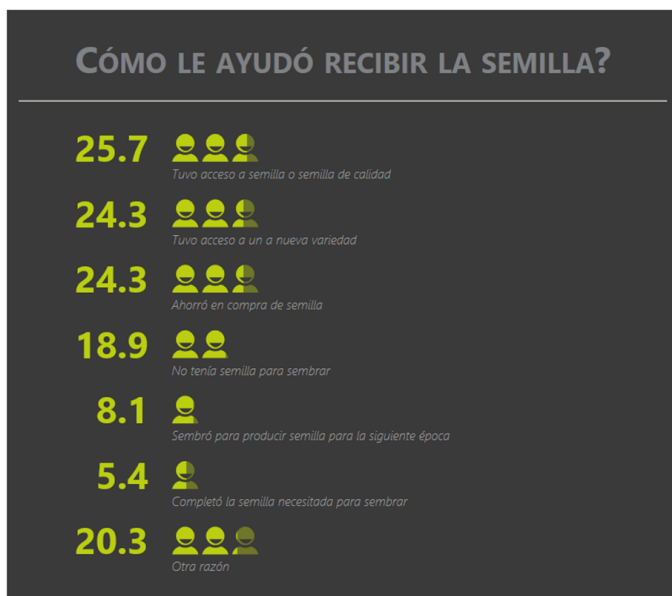 CÓMO LE AYUDÓ RECIBIR LA SEMILLA?
25.7
Tuvo acceso a semilla o semilla de calidad
24.3
Tuvo acceso a un a nueva variedad
24.3
Ahorró en compra de semilla
18.9
No tenía semilla para sembrar
8.1
Sembró para producir semilla para la siguiente época
5.4
Completó la semilla necesitada para sembrar
20.3
Otra razón